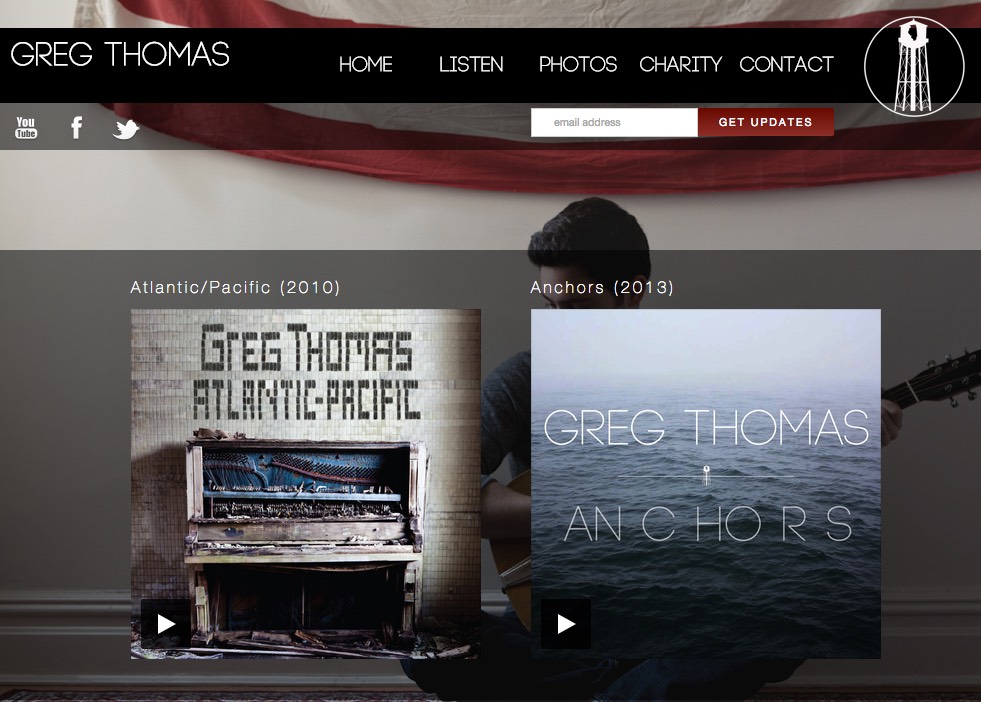 GREG THOMAS
HOME LISTEN PHOTOS CHARITY CONTACT
You
Tube
f
email address
GET UPDATES
Atlantic/Pacific (2010)
Anchors (2013)
GREG THOMAS
ATLANTIC-PACIFIC
GREG THOMAS
ANCHORS